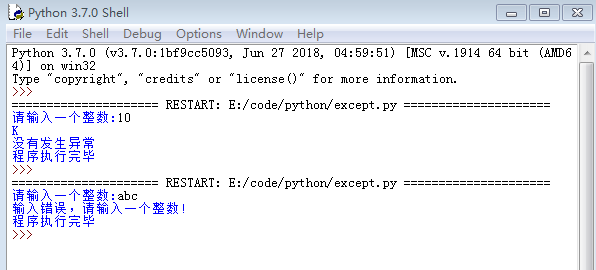 Python 3.7.0 Shell
File Edit Shell Debug Options Window Help
Python 3.7.0 (v3.7.0:1bf9cc5093, Jun 27 2018, 04:59:51) [MSC v.1914 64 bit (AMD6
4)] on win32
Type "copyright", "credits" or "license()" for more information.
>>>
==================== RESTART: E:/code/python/except.py ====================
请输入一个整数:10
K
没有发生异常
程序执行完毕
>>>
==================== RESTART: E:/code/python/except.py ====================
请输入一个整数:abc
输入错误，请输入一个整数!
程序执行完毕
>>>